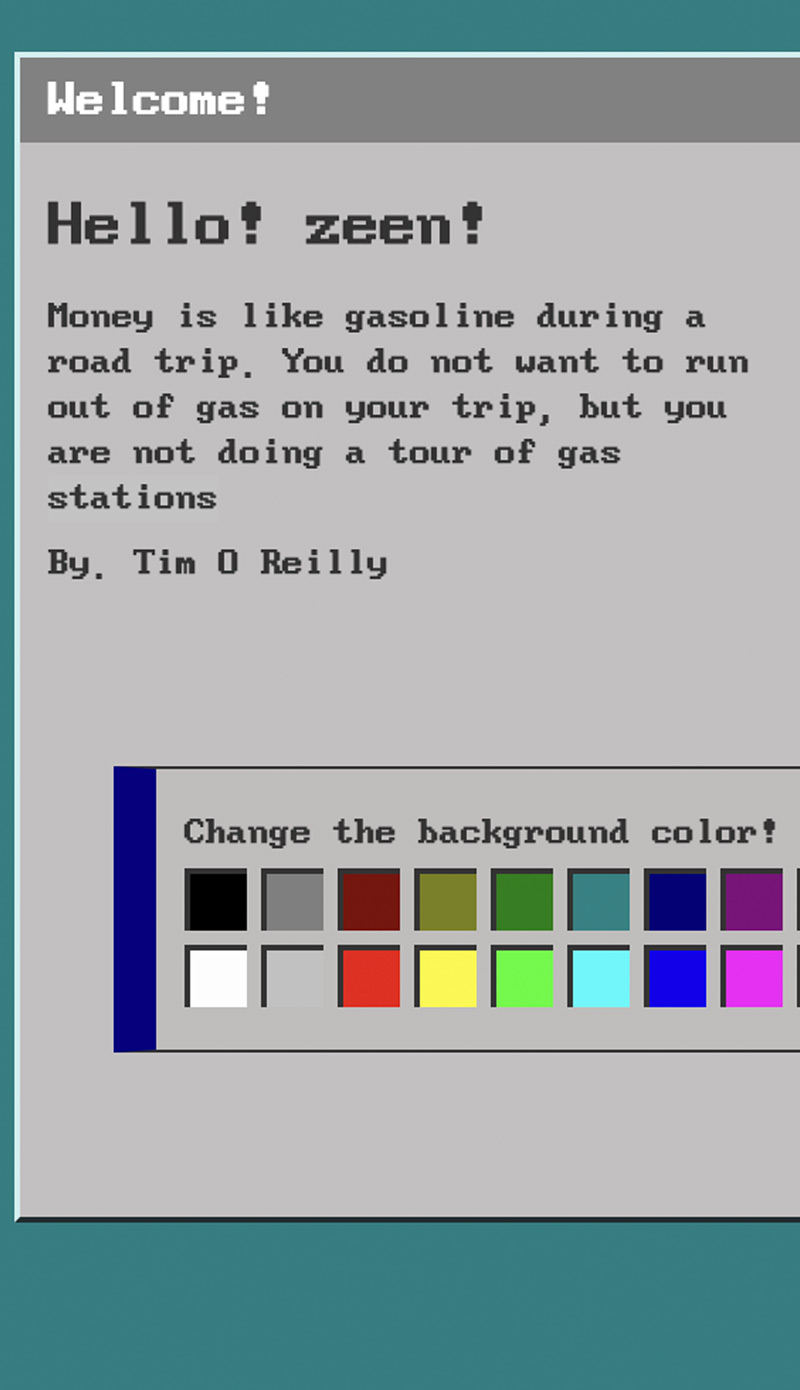 Welcome!
Hello! zeen!
Money is like gasoline during a
road trip. You do not want to run
out of gas on your trip, but you
are not doing a tour of gas
stations
By. Tim O Reilly
Change the background color!